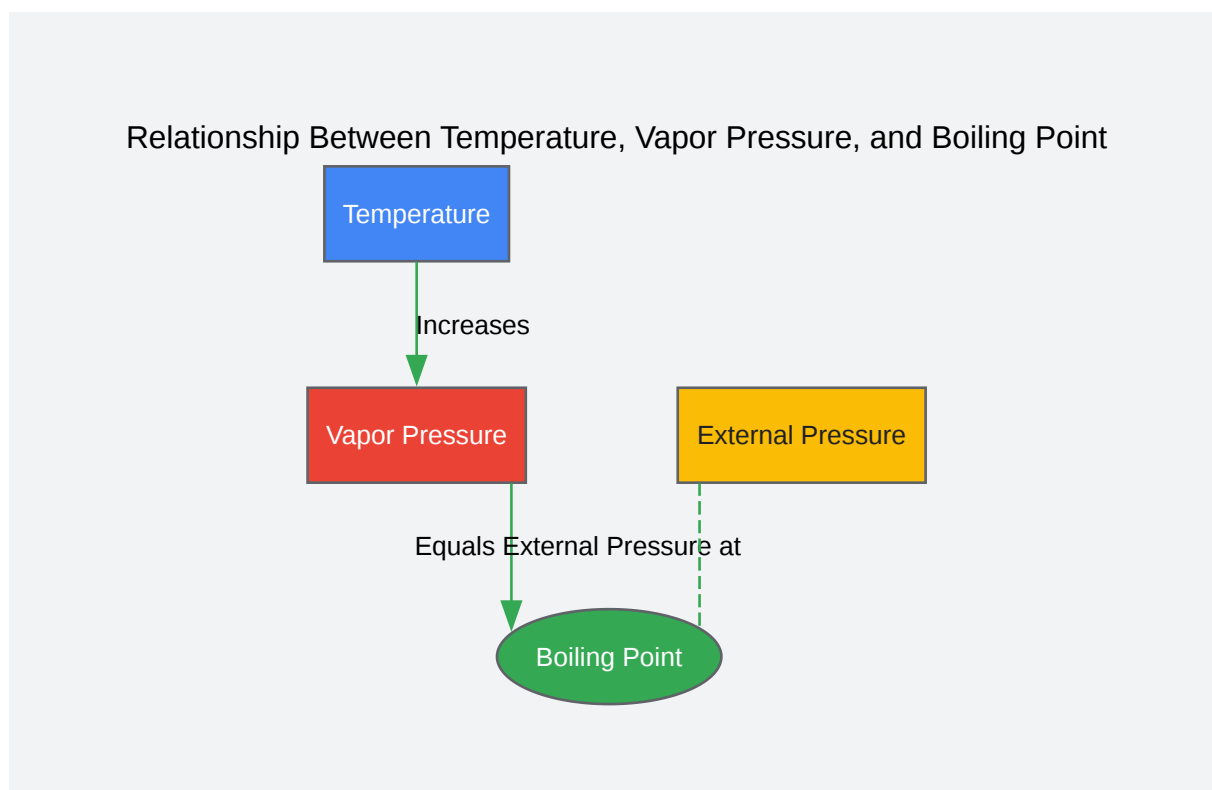 Relationship Between Temperature, Vapor Pressure, and Boiling Point
Temperature
Increases
Vapor Pressure
External Pressure
Equals External Pressure at
Boiling Point